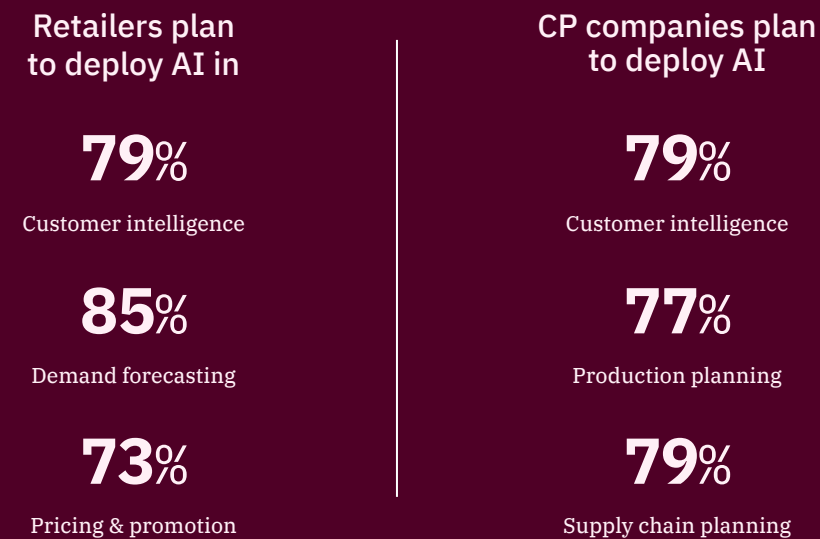 Retailers plan
to deploy AI in
79%
Customer intelligence
85%
Demand forecasting
73%
Pricing & promotion
CP companies plan
to deploy AI
79%
Customer intelligence
77%
Production planning
79%
Supply chain planning